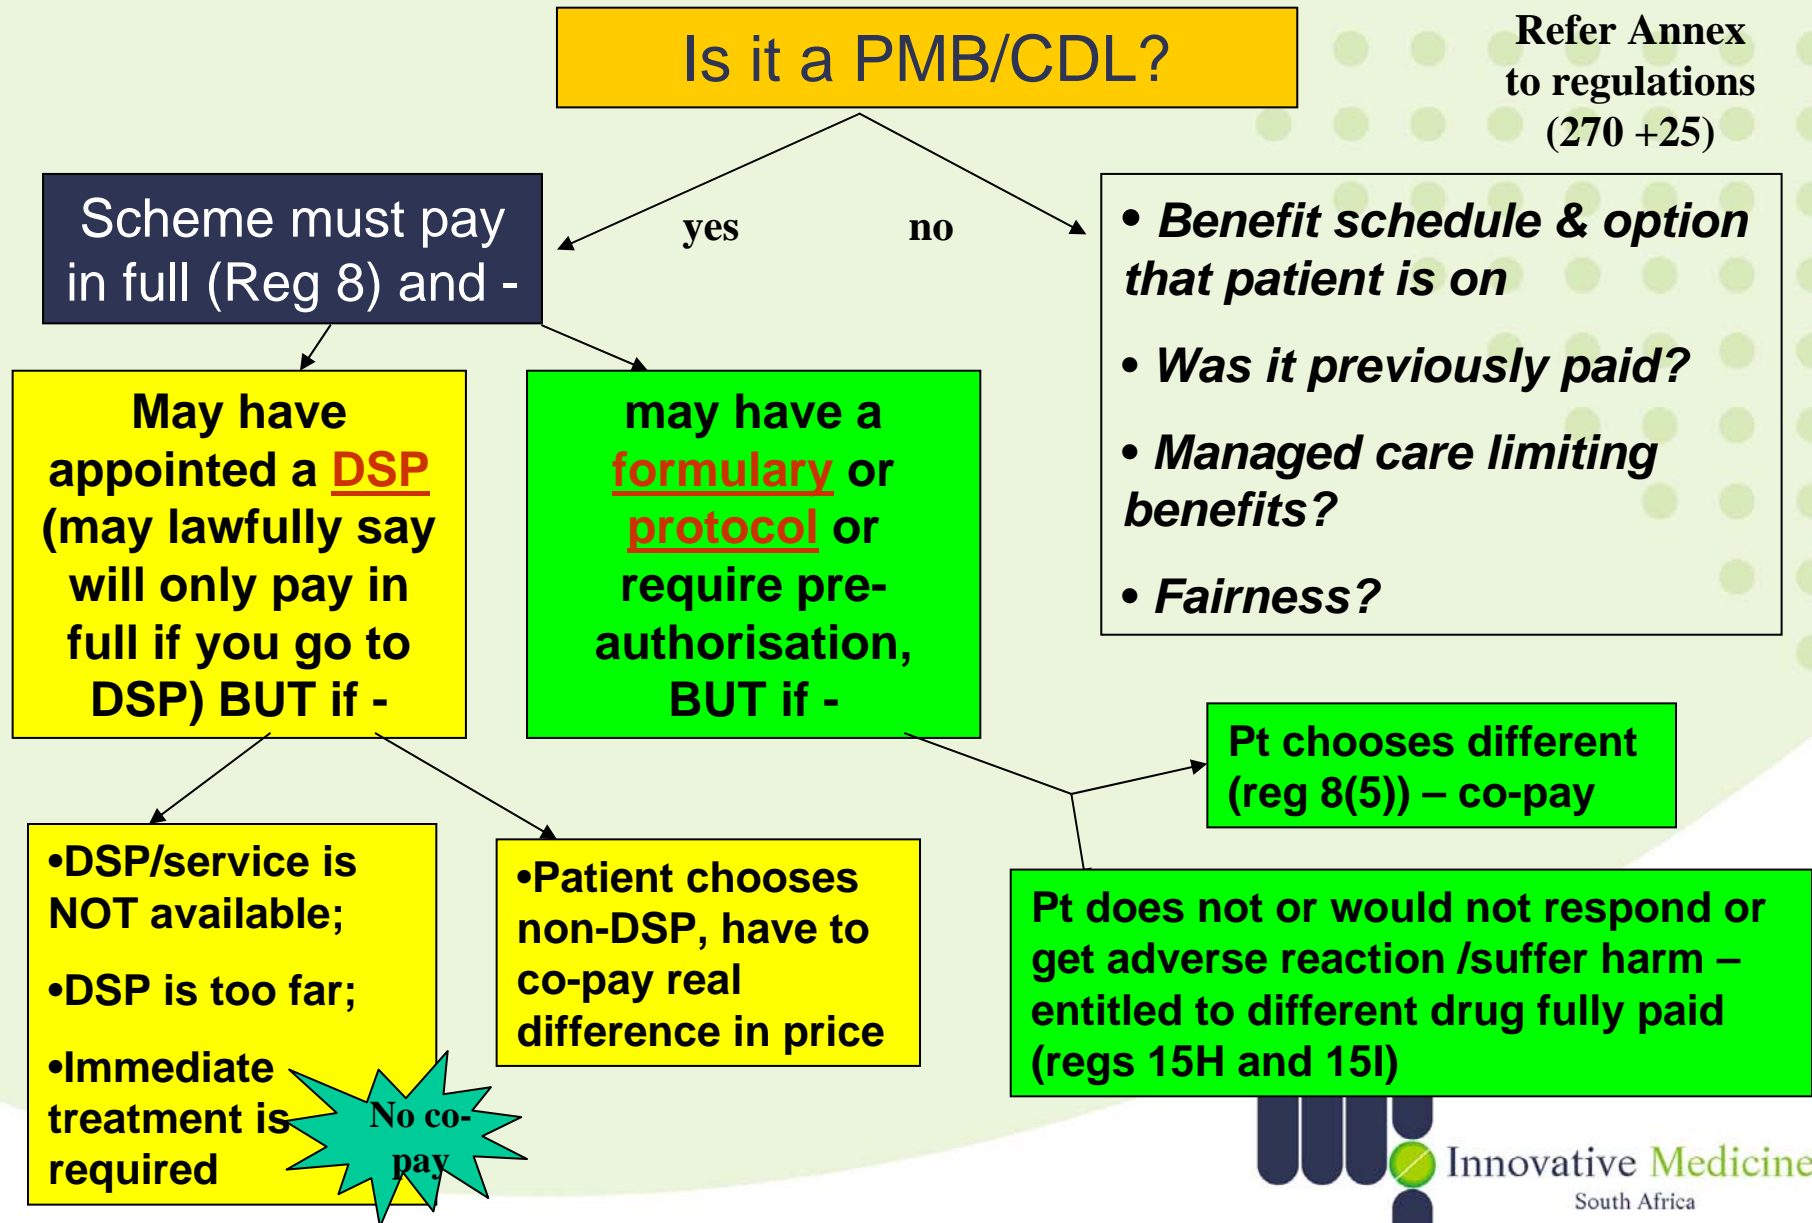 Is it a PMB/CDL?
Refer Annex
to regulations
(270 +25)
Scheme must pay
in full (Reg 8) and -
yes
no
• Benefit schedule & option
that patient is on
• Was it previously paid?
• Managed care limiting
benefits?
• Fairness?
May have
appointed a DSP
(may lawfully say
will only pay in
full if you go to
DSP) BUT if -
may have a
formulary or
protocol or
require pre-
authorisation,
BUT if -
Pt chooses different
(reg 8(5)) – co-pay
•DSP/service is
NOT available;
•DSP is too far;
•Immediate
treatment is
required
No co-
pay
•Patient chooses
non-DSP, have to
co-pay real
difference in price
Pt does not or would not respond or
get adverse reaction /suffer harm –
entitled to different drug fully paid
(regs 15H and 15I)
Innovative Medicine
South Africa